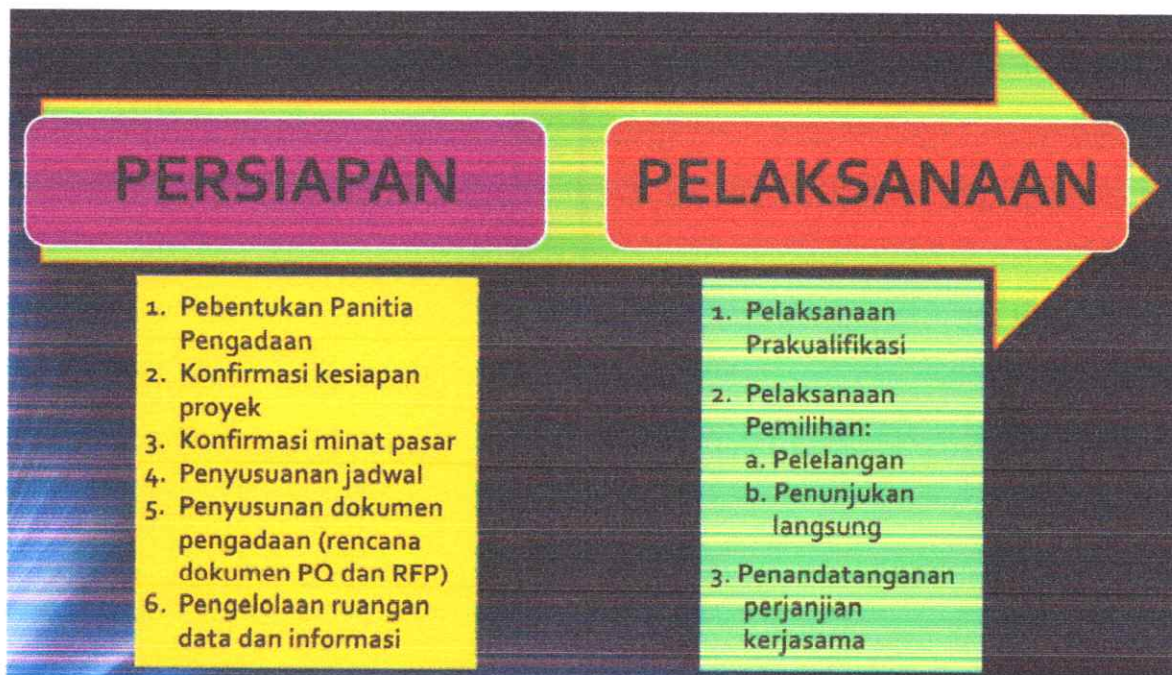 PERSIAPAN
PELAKSANAAN
1. Pebentukan Panitia
Pengadaan
2. Konfirmasi kesiapan
proyek
3. Konfirmasi minat pasar
4. Penyusuanan jadwal
5. Penyusunan dokumen
pengadaan (rencana
dokumen PQ dan RFP)
6. Pengelolaan ruangan
data dan informasi
1. Pelaksanaan
Prakualifikasi
2. Pelaksanaan
Pemilihan:
a. Pelelangan
b. Penunjukan
langsung
3. Penandatanganan
perjanjian
kerjasama